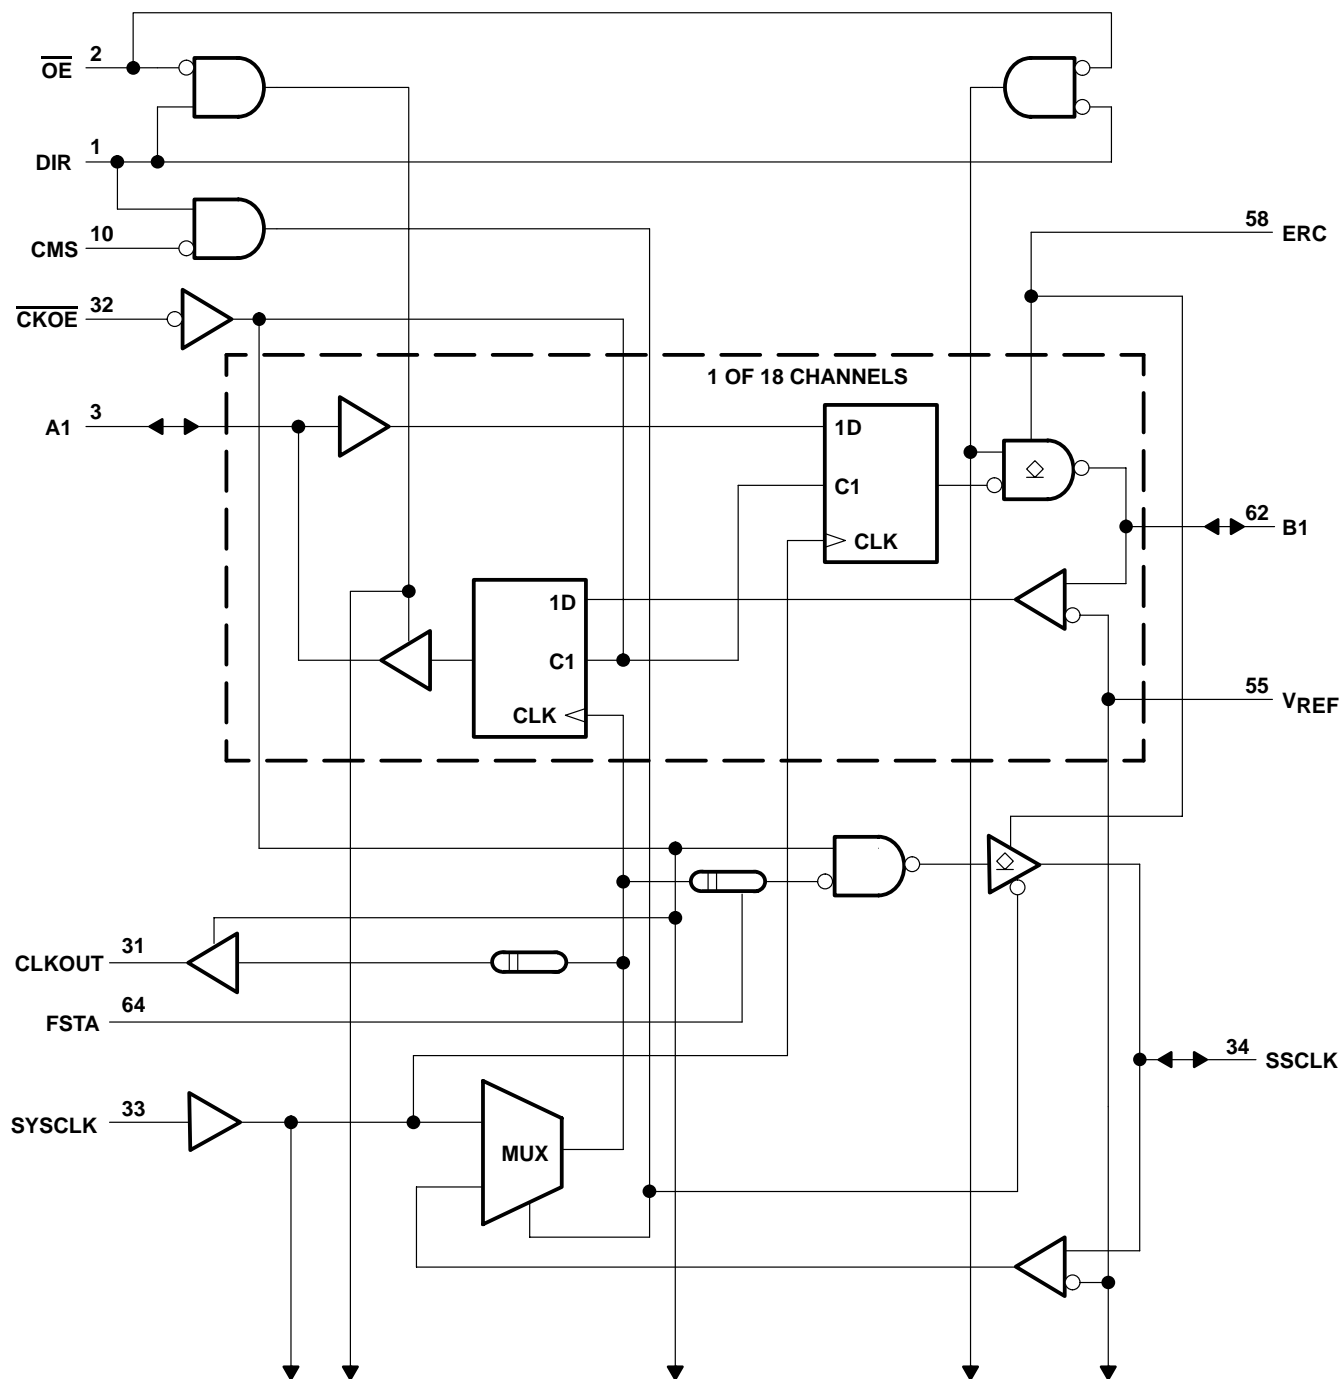 2
OE
1
DIR
10
CMS
58
ERC
32
CKOE
1 OF 18 CHANNELS
3
A1
1D
C1
CLK
62
B1
1D
C1
CLK
55
VREF
31
CLKOUT
64
FSTA
34
SSCLK
33
SYSCLK
MUX